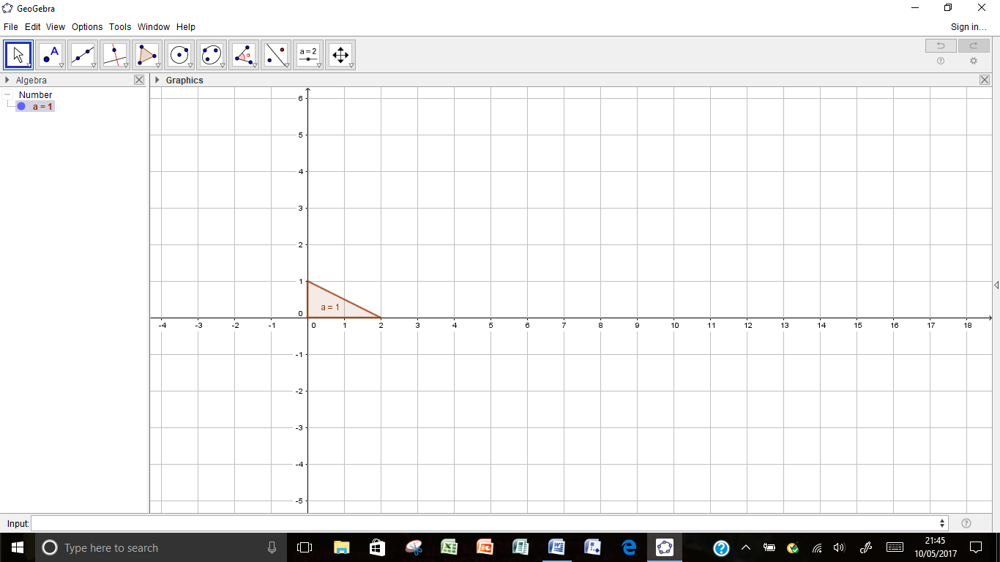 GeoGebra
File Edit View Options Tools Window Help Sign in...
A α a = 2
Algebra
Graphics
Number
a = 1
6
5
4
3
2
1
a = 1
0
-4 -3 -2 -1 0 1 2 3 4 5 6 7 8 9 10 11 12 13 14 15 16 17 18
-1
-2
-3
-4
-5
Input:
Type here to search
21:45
10/05/2017